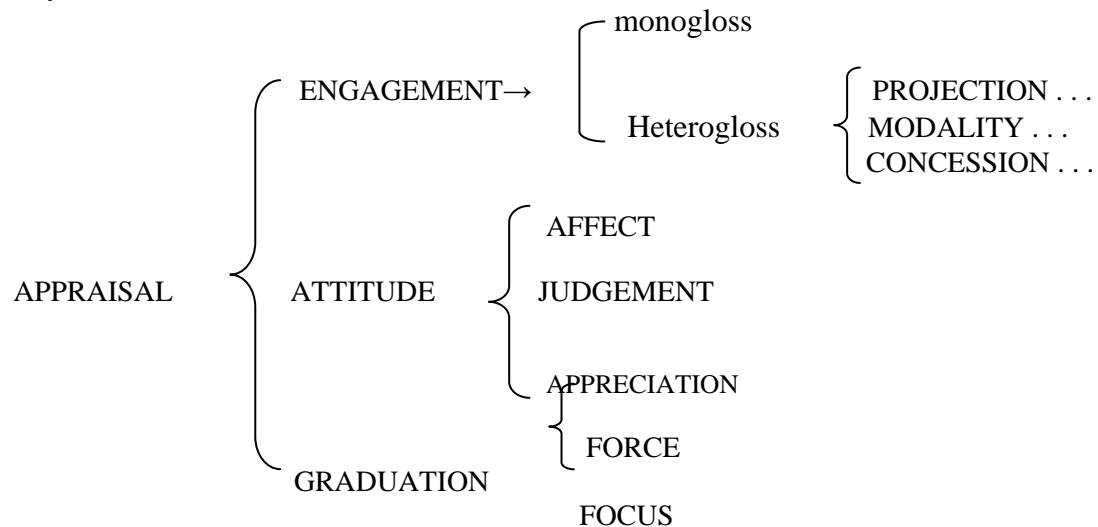 monogloss
ENGAGEMENT→
PROJECTION . . .
Heterogloss
MODALITY . . .
CONCESSION . . .
AFFECT
APPRAISAL
ATTITUDE
JUDGEMENT
APPRECIATION
FORCE
GRADUATION
FOCUS